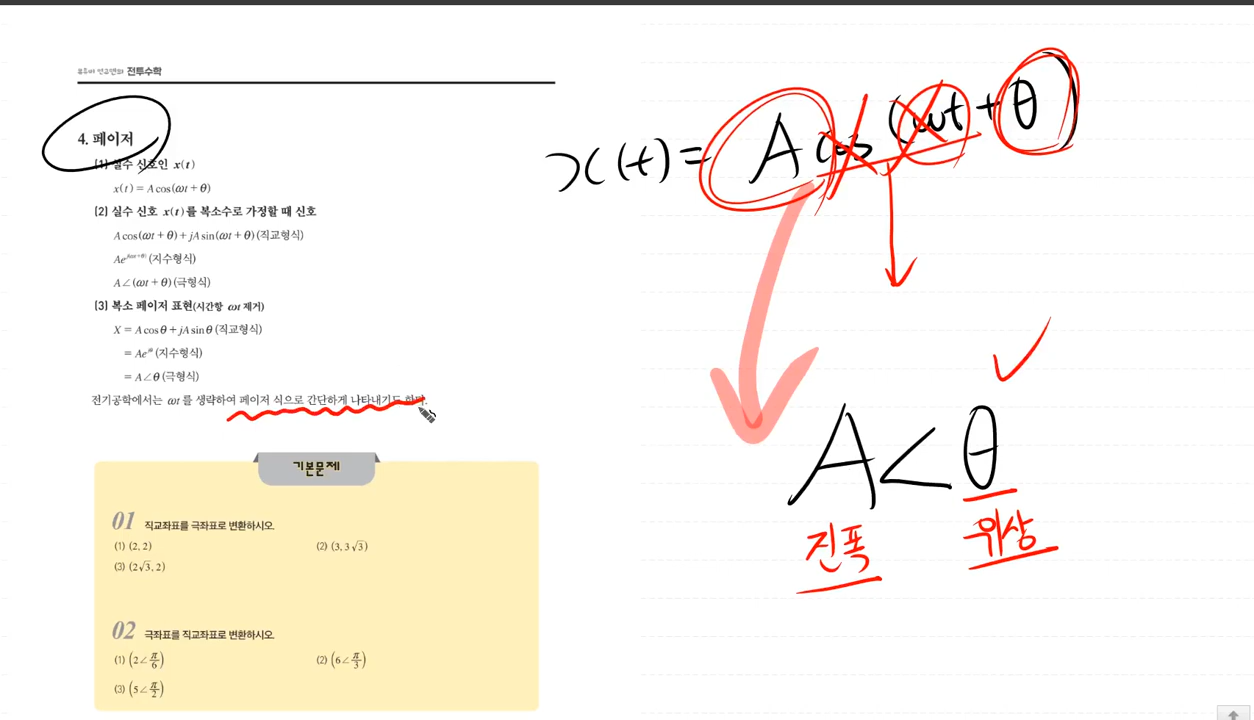 전투수학
4. 페이저
(1) 실수 신호인 x(t)
x(t) = A cos(ωt + θ)
(2) 실수 신호 x(t)를 복소수로 가정할 때 신호
A cos(ωt + θ) + jA sin(ωt + θ) (직교형식)
Ae^{j(ωt+θ)} (지수형식)
A∠(ωt + θ) (극형식)
(3) 복소 페이저 표현(시간항 ωt 제거)
X = A cos θ + jA sin θ (직교형식)
= Ae^{jθ} (지수형식)
= A∠θ (극형식)
전기공학에서는 ωt 를 생략하여 페이저 식으로 간단하게 나타내기도 한다.
기본문제
01 직교좌표를 극좌표로 변환하시오.
(1) (2, 2) (2) (3, 3√3)
(3) (2√3, 2)
02 극좌표를 직교좌표로 변환하시오.
(1) (2∠π/6) (2) (6∠π/3)
(3) (5∠π/2)
x(t) = A cos (ωt + θ)
A∠θ
진폭 위상